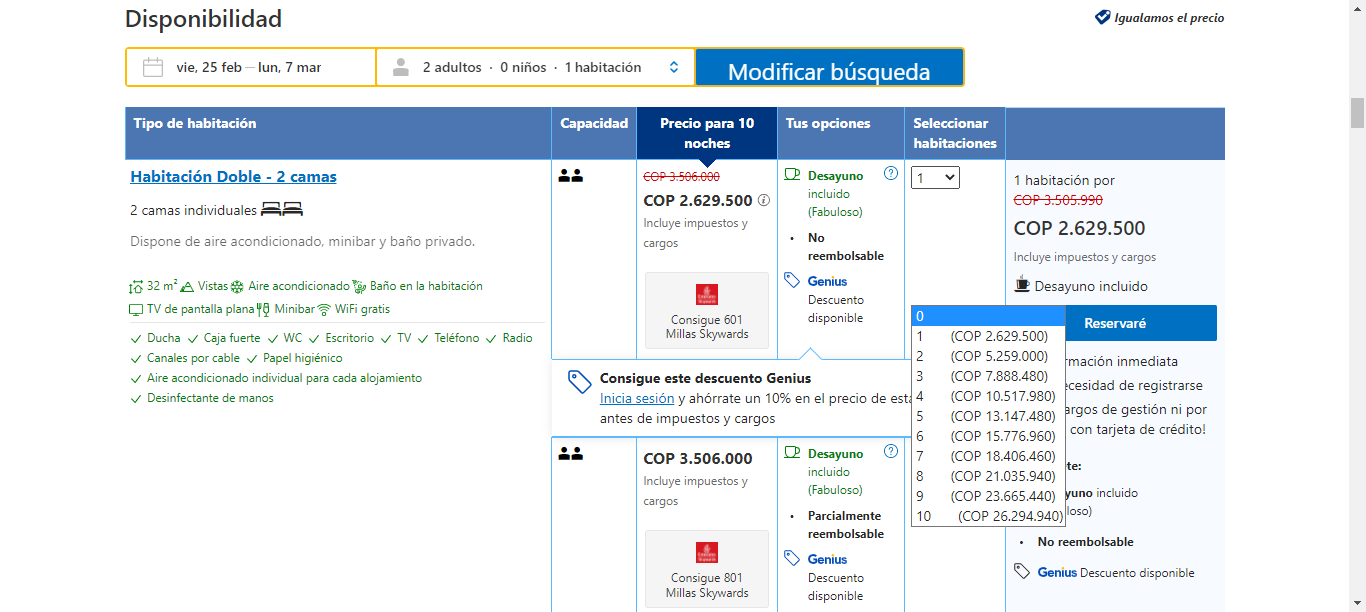 Disponibilidad
Igualamos el precio
vie, 25 feb — lun, 7 mar
2 adultos · 0 niños · 1 habitación
Modificar búsqueda
Tipo de habitación
Capacidad
Precio para 10
noches
Tus opciones
Seleccionar
habitaciones
Habitación Doble - 2 camas
2 camas individuales
Dispone de aire acondicionado, minibar y baño privado.
32 m² Vistas Aire acondicionado Baño en la habitación
TV de pantalla plana Minibar WiFi gratis
Ducha Caja fuerte WC Escritorio TV Teléfono Radio
Canales por cable Papel higiénico
Aire acondicionado individual para cada alojamiento
Desinfectante de manos
COP 3.506.000
COP 2.629.500
Incluye impuestos y
cargos
Consigue 601
Millas Skywards
Desayuno
incluido
(Fabuloso)
• No
reembolsable
Genius
Descuento
disponible
1
1 habitación por
COP 3.505.990
COP 2.629.500
Incluye impuestos y cargos
Desayuno incluido
Reservaré
rmación inmediata
ecesidad de registrarse
argos de gestión ni por
con tarjeta de crédito!
te:
yuno incluido
loso)
• No reembolsable
Genius Descuento disponible
0
1 (COP 2.629.500)
2 (COP 5.259.000)
3 (COP 7.888.480)
4 (COP 10.517.980)
5 (COP 13.147.480)
6 (COP 15.776.960)
7 (COP 18.406.460)
8 (COP 21.035.940)
9 (COP 23.665.440)
10 (COP 26.294.940)
Consigue este descuento Genius
Inicia sesión y ahórrate un 10% en el precio de esta
antes de impuestos y cargos
COP 3.506.000
Incluye impuestos y
cargos
Consigue 801
Millas Skywards
Desayuno
incluido
(Fabuloso)
• Parcialmente
reembolsable
Genius
Descuento
disponible